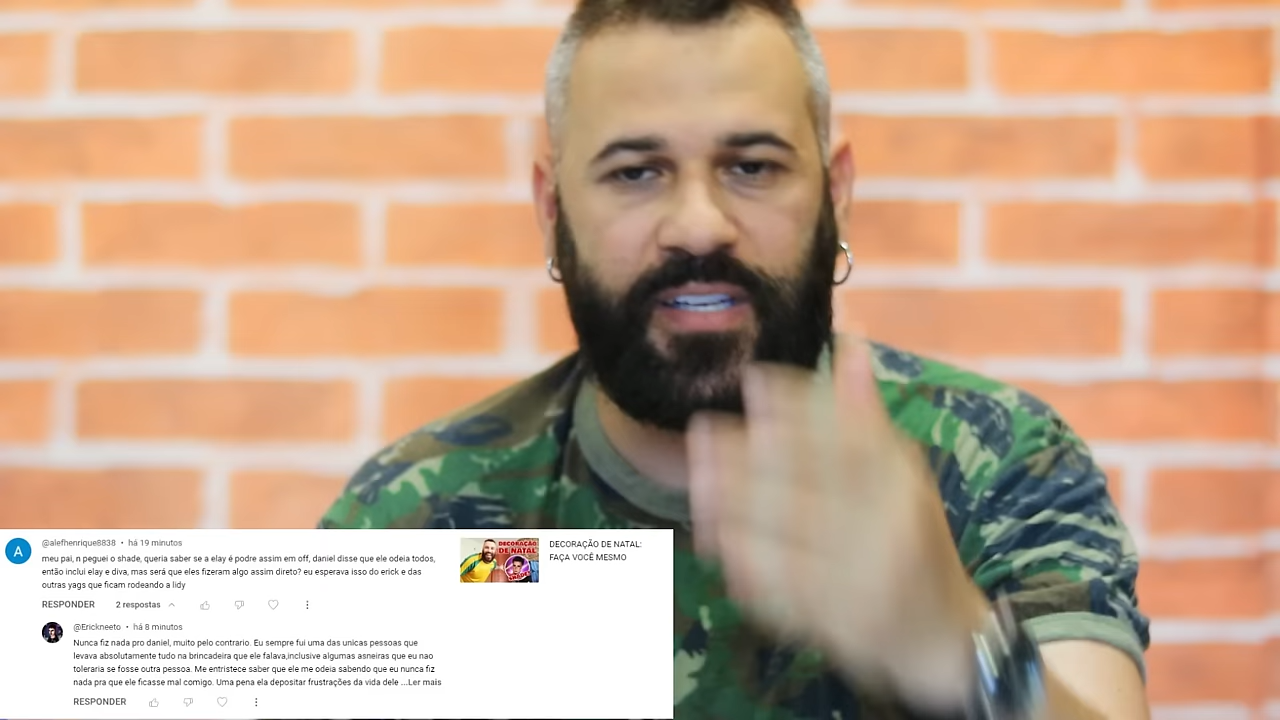 @alefhenrique8838 • há 19 minutos
meu pai, n peguei o shade, queria saber se a elay é podre assim em off, daniel disse que ele odeia todos,
então inclui elay e diva, mas será que eles fizeram algo assim direto? eu esperava isso do erick e das
outras yags que ficam rodeando a lidy
RESPONDER 2 respostas
@Erickneeto • há 8 minutos
Nunca fiz nada pro daniel, muito pelo contrario. Eu sempre fui uma das unicas pessoas que
levava absolutamente tudo na brincadeira que ele falava,inclusive algumas asneiras que eu nao
toleraria se fosse outra pessoa. Me entristece saber que ele me odeia sabendo que eu nunca fiz
nada pra que ele ficasse mal comigo. Uma pena ela depositar frustrações da vida dele ...Ler mais
RESPONDER
A
DECORAÇÃO
DE NATAL
DECORAÇÃO DE NATAL:
FAÇA VOCÊ MESMO